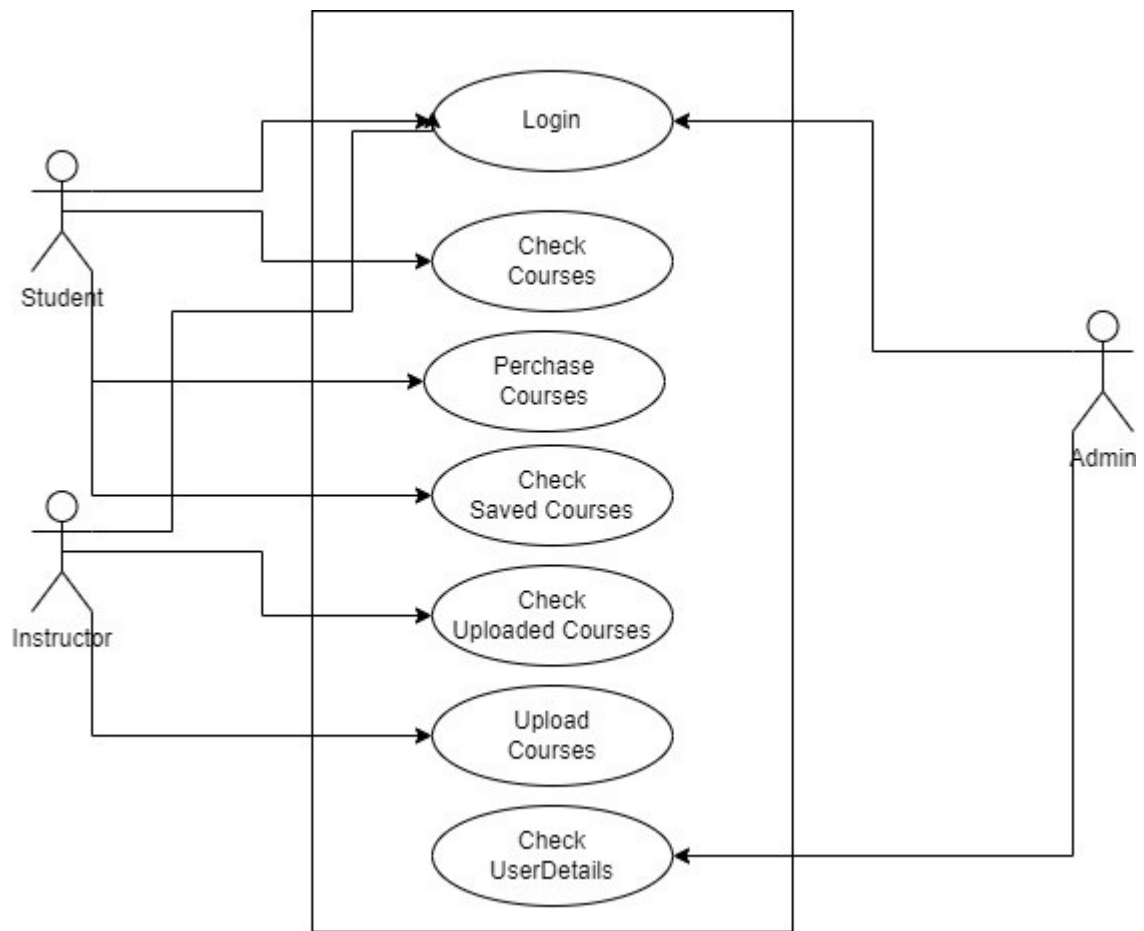 Login
Check
Courses
Student
Perchase
Courses
Admin
Check
Saved Courses
Check
Uploaded Courses
Instructor
Upload
Courses
Check
UserDetails